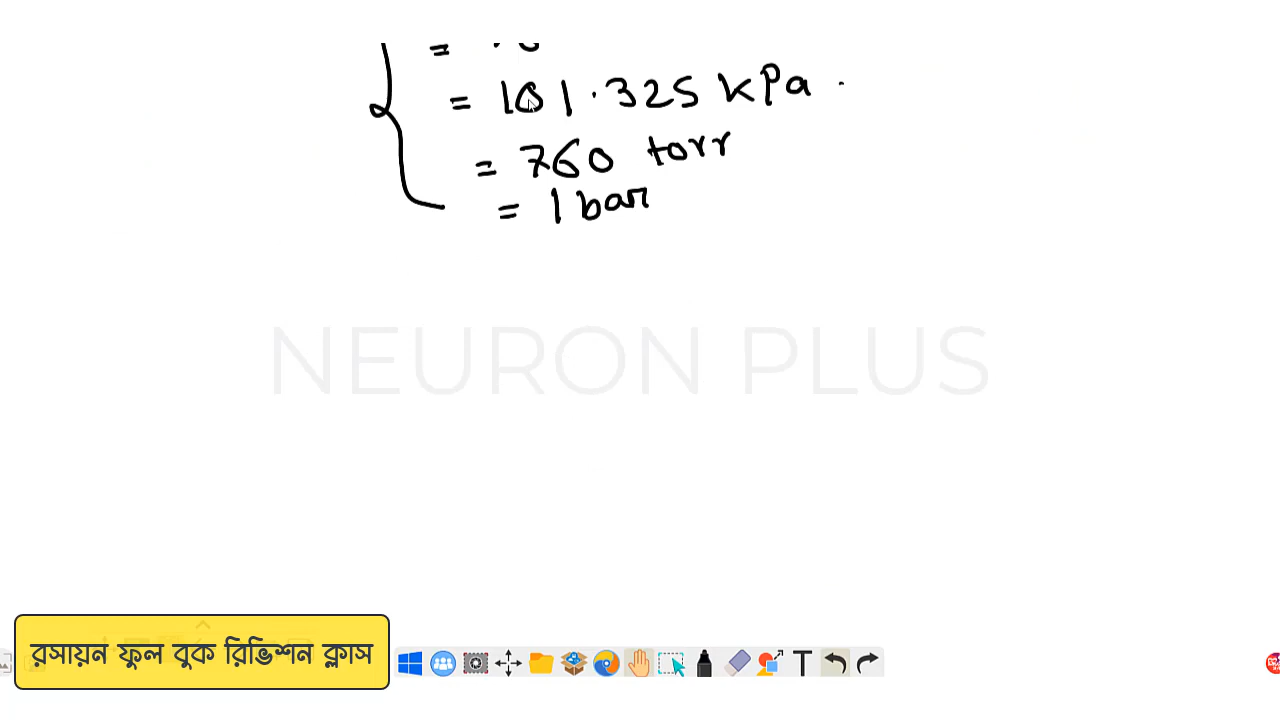 = 101.325 kPa
= 760 torr
= 1 bar
NEURON PLUS
রসায়ন ফুল বুক রিভিশন ক্লাস